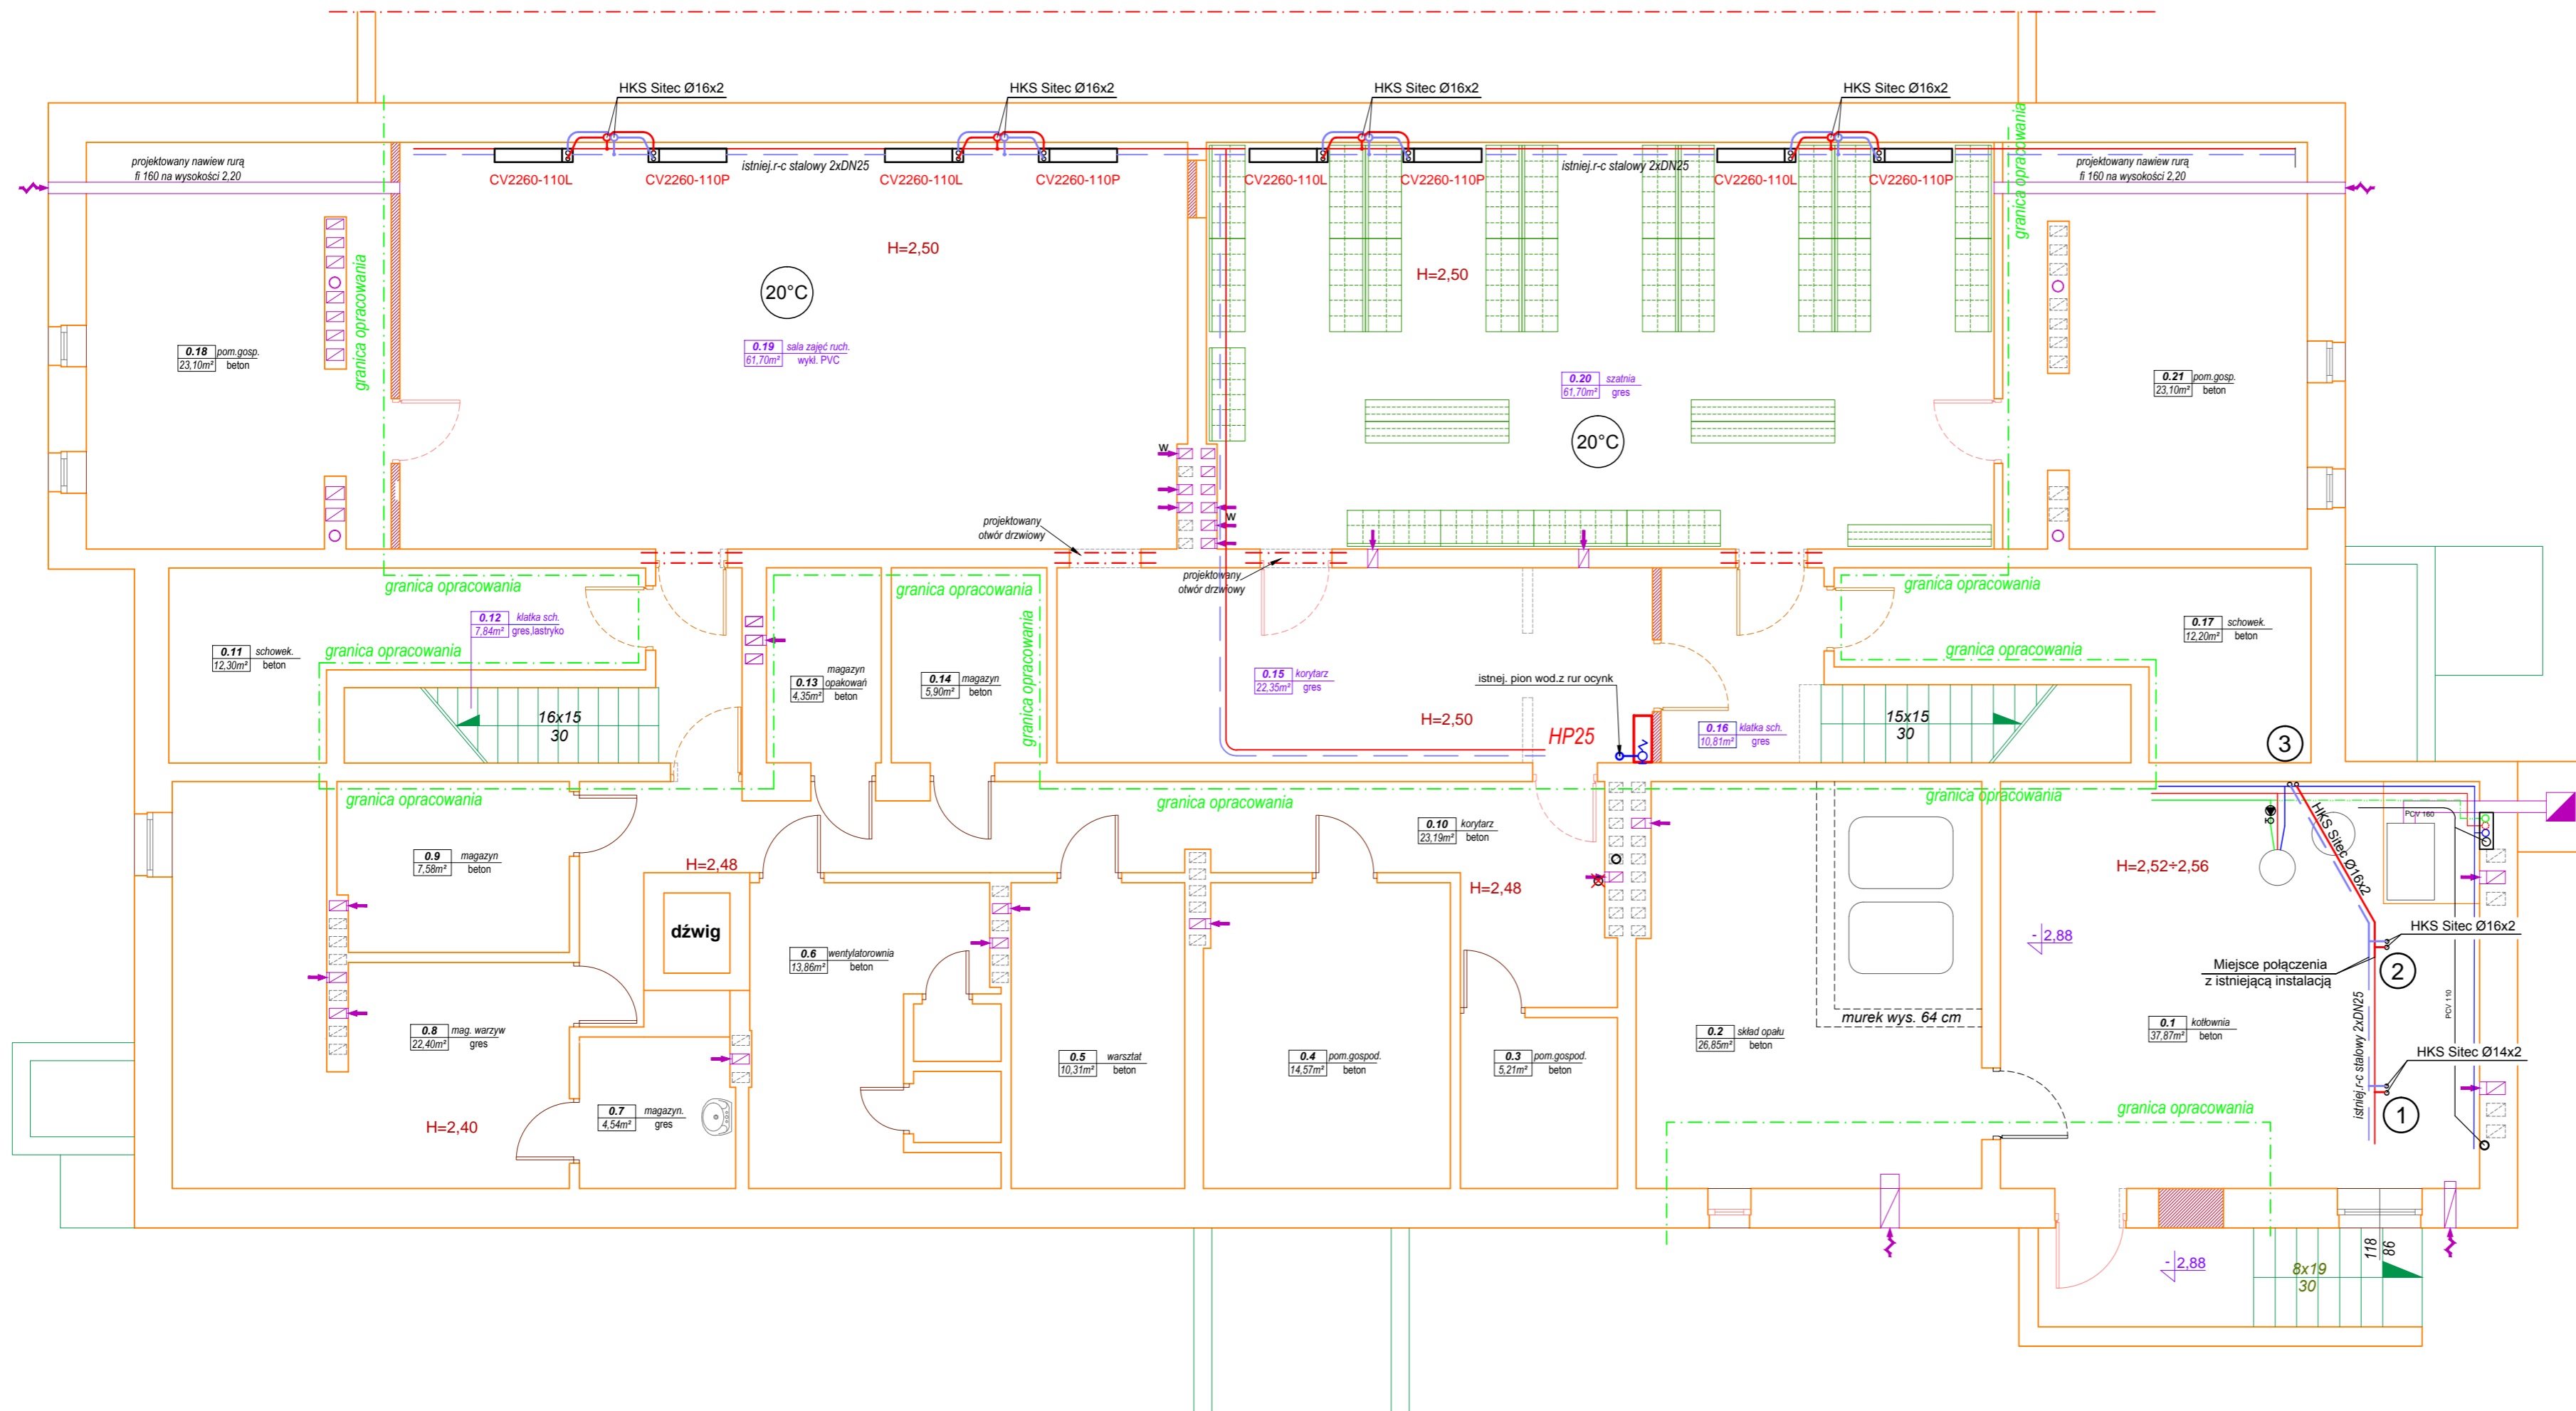 HKS Sitec Ø16x2
HKS Sitec Ø16x2
HKS Sitec Ø16x2
HKS Sitec Ø16x2
projektowany nawiew rurą
fi 160 na wysokości 2,20
istniej.r-c stalowy 2xDN25
istniej.r-c stalowy 2xDN25
projektowany nawiew rurą
fi 160 na wysokości 2,20
CV2260-110L
CV2260-110P
CV2260-110L
CV2260-110P
CV2260-110L
CV2260-110P
CV2260-110L
CV2260-110P
granica opracowania
granica opracowania
H=2,50
H=2,50
20°C
0.18 pom.gosp.
23,10m² beton
0.19 sala zajęć ruch.
61,70m² wykł. PVC
0.20 szatnia
61,70m² gres
20°C
0.21 pom.gosp.
23,10m² beton
W
W
projektowany
otwór drzwiowy
projektowany
otwór drzwiowy
granica opracowania
granica opracowania
granica opracowania
granica opracowania
granica opracowania
granica opracowania
0.12 klatka sch.
7,84m² gres,lastryko
0.11 schowek.
12,30m² beton
magazyn
0.13 opakowań
4,35m² beton
0.14 magazyn
5,90m² beton
0.15 korytarz
22,35m² gres
istniej. pion wod.z rur ocynk
0.17 schowek.
12,20m² beton
16x15
30
H=2,50
HP25
0.16 klatka sch.
10,81m² gres
15x15
30
3
granica opracowania
granica opracowania
granica opracowania
0.9 magazyn
7,58m² beton
H=2,48
0.10 korytarz
23,19m² beton
H=2,48
HKS Sitec Ø16x2
PCV 160
H=2,52÷2,56
dźwig
0.6 wentylatorownia
13,86m² beton
- 2,88
HKS Sitec Ø16x2
Miejsce połączenia
z istniejącą instalacją
2
0.8 mag. warzyw
22,40m² gres
0.5 warsztat
10,31m² beton
0.4 pom.gospod.
14,57m² beton
0.3 pom.gospod.
5,21m² beton
0.2 skład opału
26,85m² beton
murek wys. 64 cm
0.1 kotłownia
37,87m² beton
istniej.r-c stalowy 2xDN25
PCV 110
HKS Sitec Ø14x2
1
H=2,40
0.7 magazyn.
4,54m² gres
granica opracowania
- 2,88
8x19
30
118
86